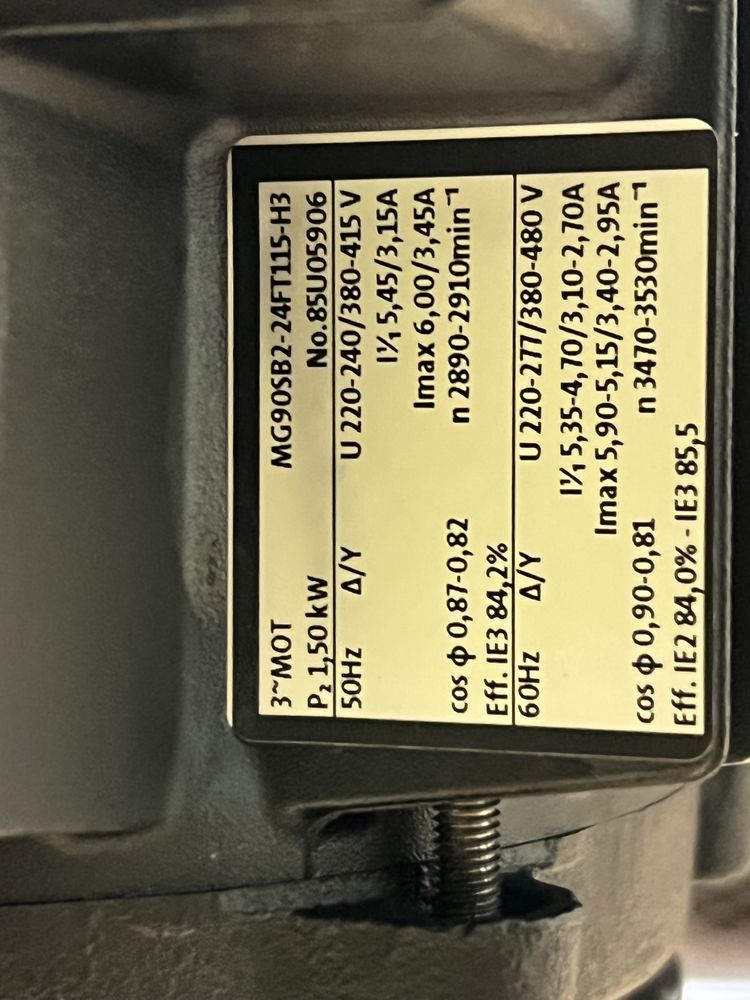 3~MOT MG90SB2-24FT115-H3
P₂ 1,50 kW No.85U05906
50Hz Δ/Y U 220-240/380-415 V
I¹⁄₁ 5,45/3,15A
Imax 6,00/3,45A
cos ϕ 0,87-0,82 n 2890-2910min⁻¹
Eff. IE3 84,2%
60Hz Δ/Y U 220-277/380-480 V
I¹⁄₁ 5,35-4,70/3,10-2,70A
Imax 5,90-5,15/3,40-2,95A
cos ϕ 0,90-0,81 n 3470-3530min⁻¹
Eff. IE2 84,0% - IE3 85,5